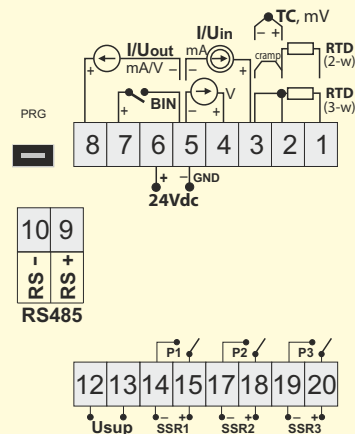 TC, mV
− +
I/Uin
I/Uout
mA
mA/V
+ − − +
cramp
RTD
(2-w)
BIN
V
RTD
(3-w)
+ − +
PRG
8 7 6 5 4 3 2 1
+ − GND
24Vdc
10 9
RS - RS +
RS485
P1 P2 P3
12 13 14 15 17 18 19 20
− + − + − +
Usup SSR1 SSR2 SSR3